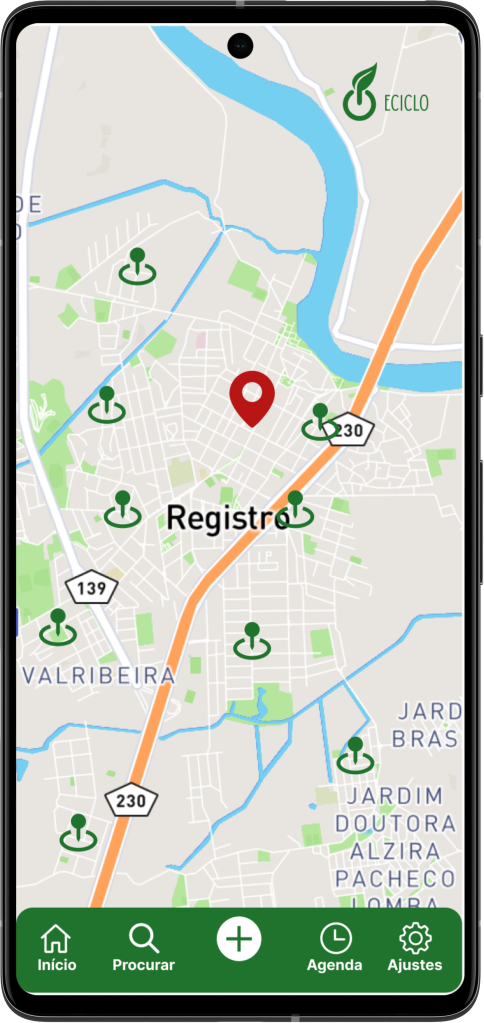 ECICLO
DE
230
Registro
139
VALRIBEIRA
JARD
BRAS
230
JARDIM
DOUTORA
ALZIRA
PACHECO
LOMBA
Início
Procurar
Agenda
Ajustes